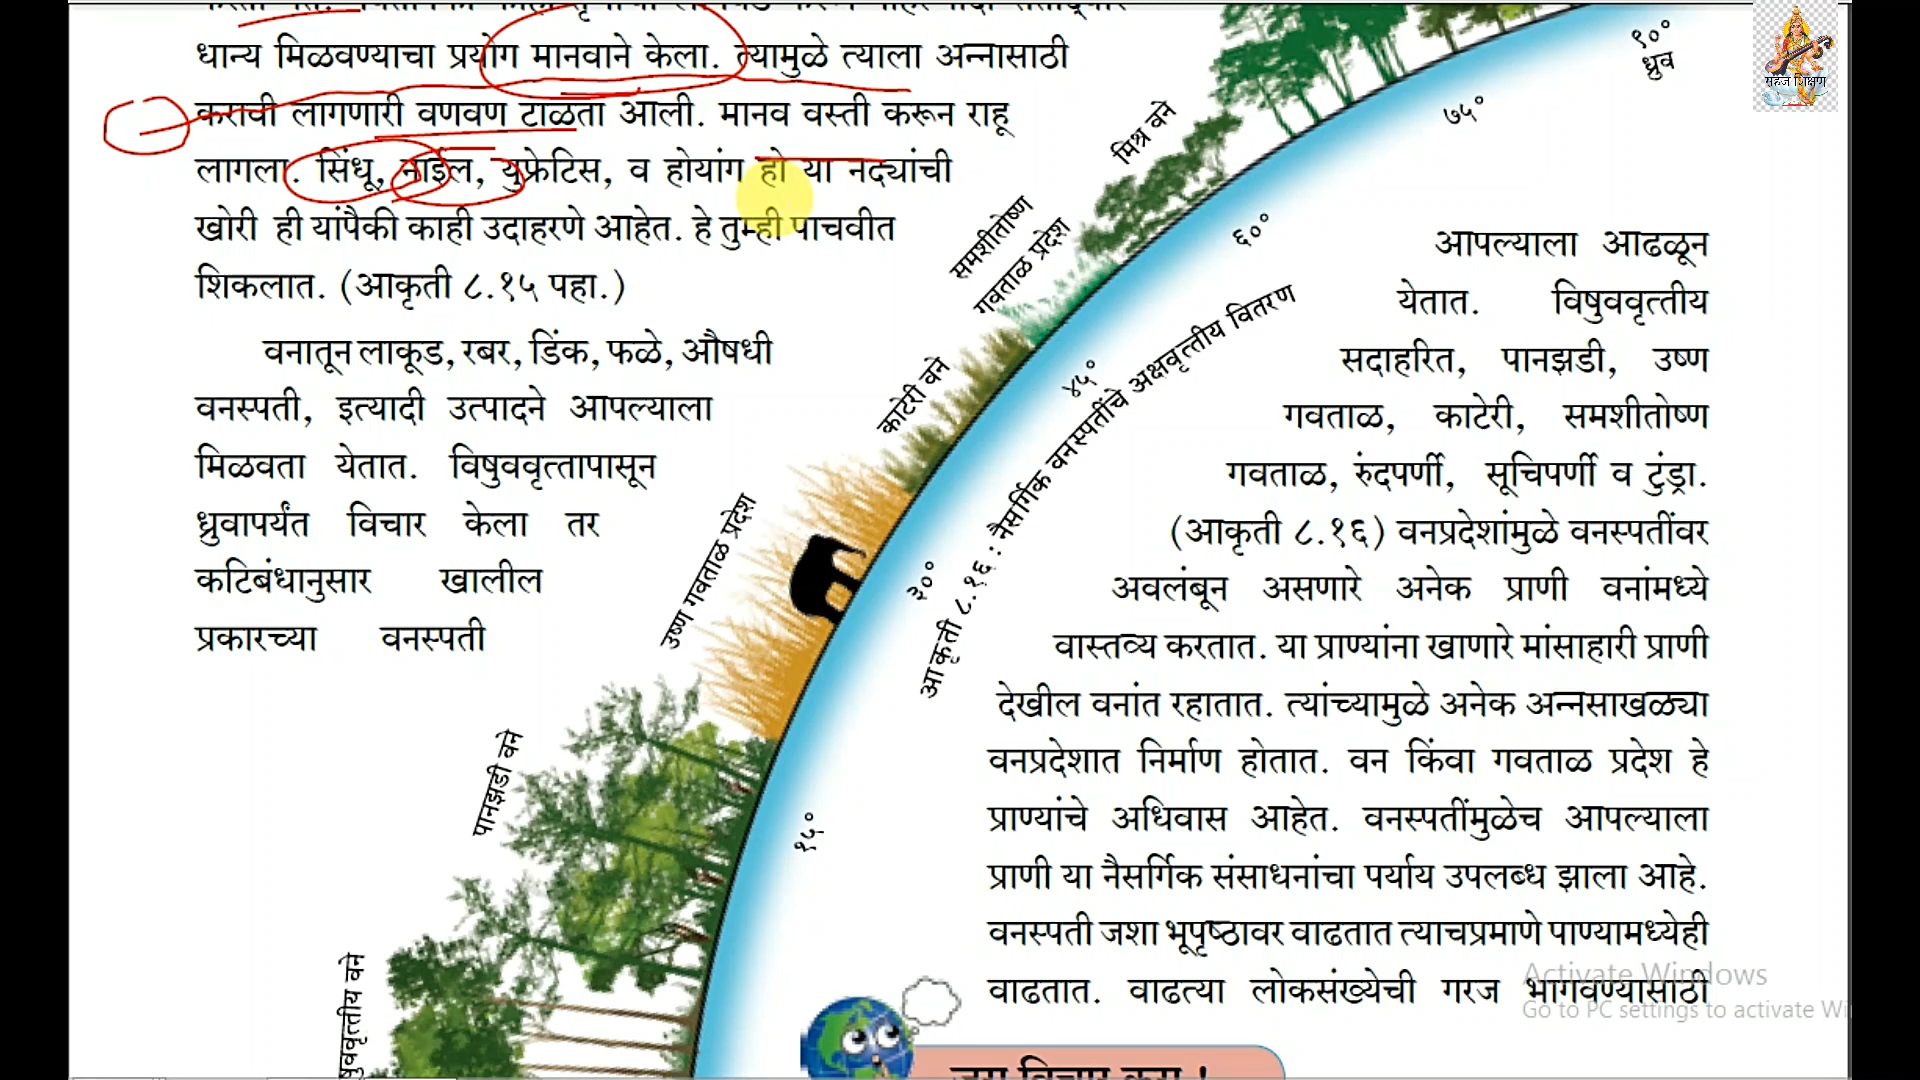 धान्य मिळवण्याचा प्रयोग मानवाने केला. त्यामुळे त्याला अन्नासाठी
करावी लागणारी वणवण टाळता आली. मानव वस्ती करून राहू
लागला. सिंधू, नाईल, युफ्रेटिस, व होयांग हो या नद्यांची
खोरी ही यांपैकी काही उदाहरणे आहेत. हे तुम्ही पाचवीत
शिकलात. (आकृती ८.१५ पहा.)
वनातून लाकूड, रबर, डिंक, फळे, औषधी
वनस्पती, इत्यादी उत्पादने आपल्याला
मिळवता येतात. विषुववृत्तापासून
ध्रुवापर्यंत विचार केला तर
कटिबंधानुसार खालील
प्रकारच्या वनस्पती
मिश्र वने
समशीतोष्ण
गवताळ प्रदेश
काटेरी वने
उष्ण गवताळ प्रदेश
पानझडी वने
वने
९०°
ध्रुव
७५°
६०°
४५°
३०°
१५°
आकृती ८.१६ : नैसर्गिक वनस्पतींचे अक्षवृत्तीय वितरण
आपल्याला आढळून
येतात. विषुववृत्तीय
सदाहरित, पानझडी, उष्ण
गवताळ, काटेरी, समशीतोष्ण
गवताळ, रुंदपर्णी, सूचिपर्णी व टुंड्रा.
(आकृती ८.१६) वनप्रदेशांमुळे वनस्पतींवर
अवलंबून असणारे अनेक प्राणी वनांमध्ये
वास्तव्य करतात. या प्राण्यांना खाणारे मांसाहारी प्राणी
देखील वनांत रहातात. त्यांच्यामुळे अनेक अन्नसाखळ्या
वनप्रदेशात निर्माण होतात. वन किंवा गवताळ प्रदेश हे
प्राण्यांचे अधिवास आहेत. वनस्पतींमुळेच आपल्याला
प्राणी या नैसर्गिक संसाधनांचा पर्याय उपलब्ध झाला आहे.
वनस्पती जशा भूपृष्ठावर वाढतात त्याचप्रमाणे पाण्यामध्येही
वाढतात. वाढत्या लोकसंख्येची गरज भागवण्यासाठी
जरा विचार करा !
सहज शिक्षण
Activate Windows
Go to PC settings to activate Wi